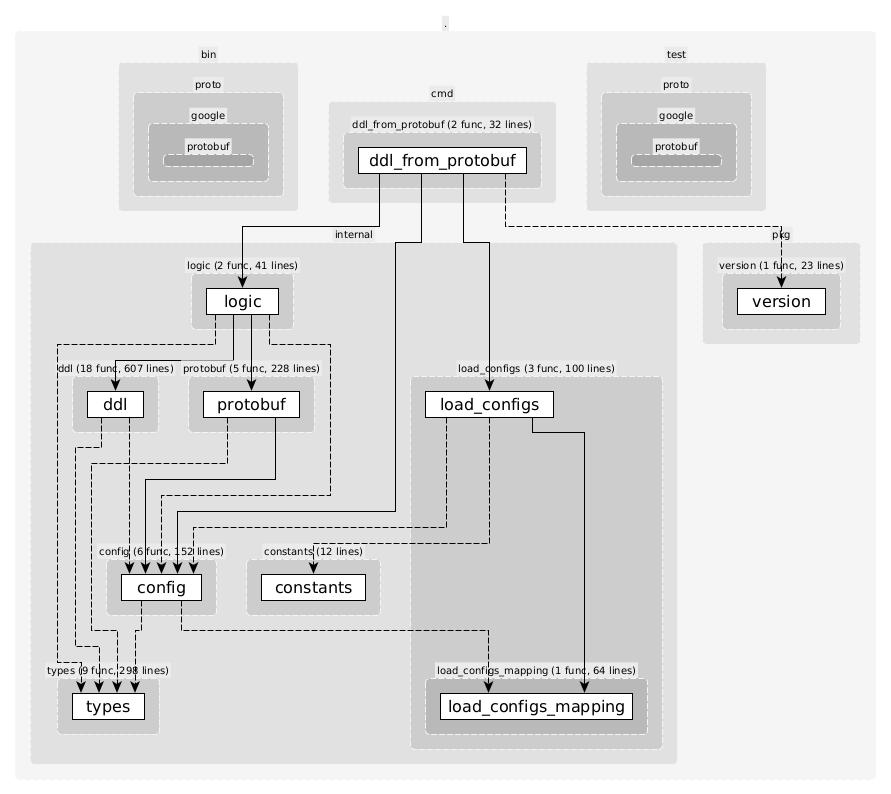 .
bin
test
proto
proto
cmd
google
google
ddl_from_protobuf (2 func, 32 lines)
protobuf
protobuf
ddl_from_protobuf
internal
pkg
logic (2 func, 41 lines)
version (1 func, 23 lines)
logic
version
ddl (18 func, 607 lines)
protobuf (5 func, 228 lines)
load_configs (3 func, 100 lines)
ddl
protobuf
load_configs
config (6 func, 152 lines)
constants (12 lines)
config
constants
types (9 func, 298 lines)
load_configs_mapping (1 func, 64 lines)
types
load_configs_mapping